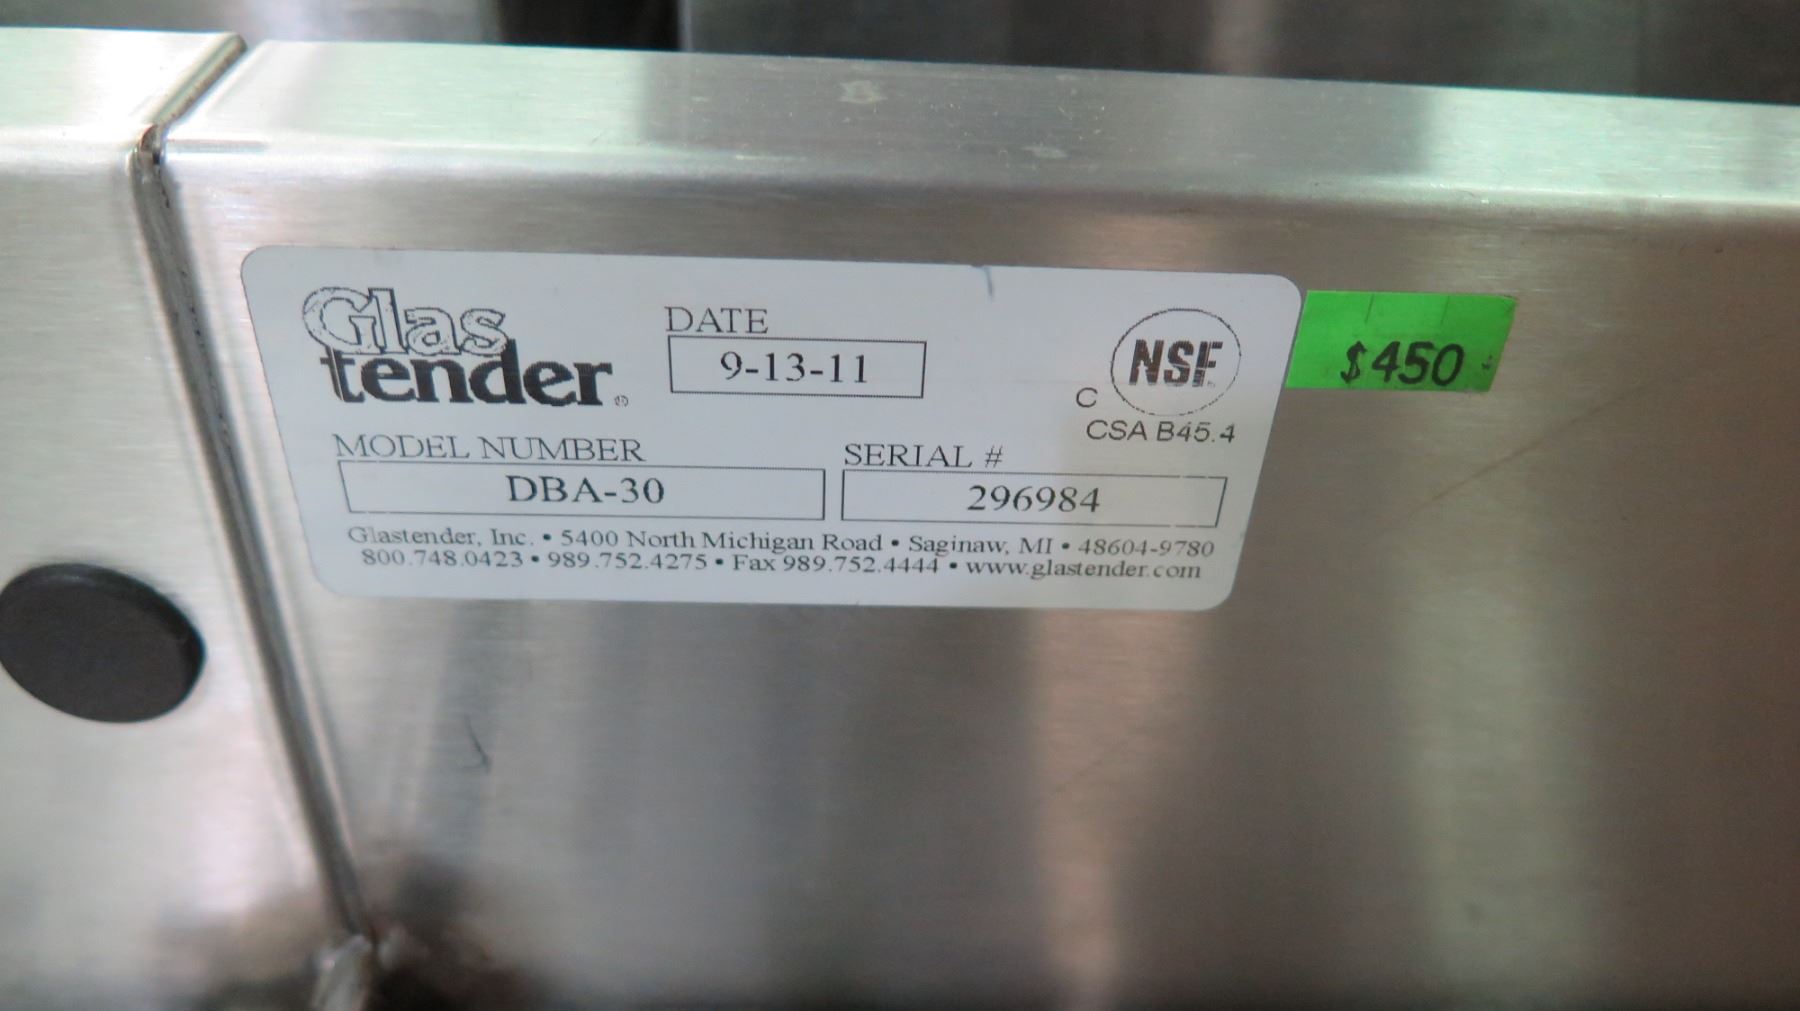 Glas
tender®
DATE
9-13-11
NSF
C
CSA B45.4
$450
MODEL NUMBER
DBA-30
SERIAL #
296984
Glastender, Inc. • 5400 North Michigan Road • Saginaw, MI • 48604-9780
800.748.0423 • 989.752.4275 • Fax 989.752.4444 • www.glastender.com